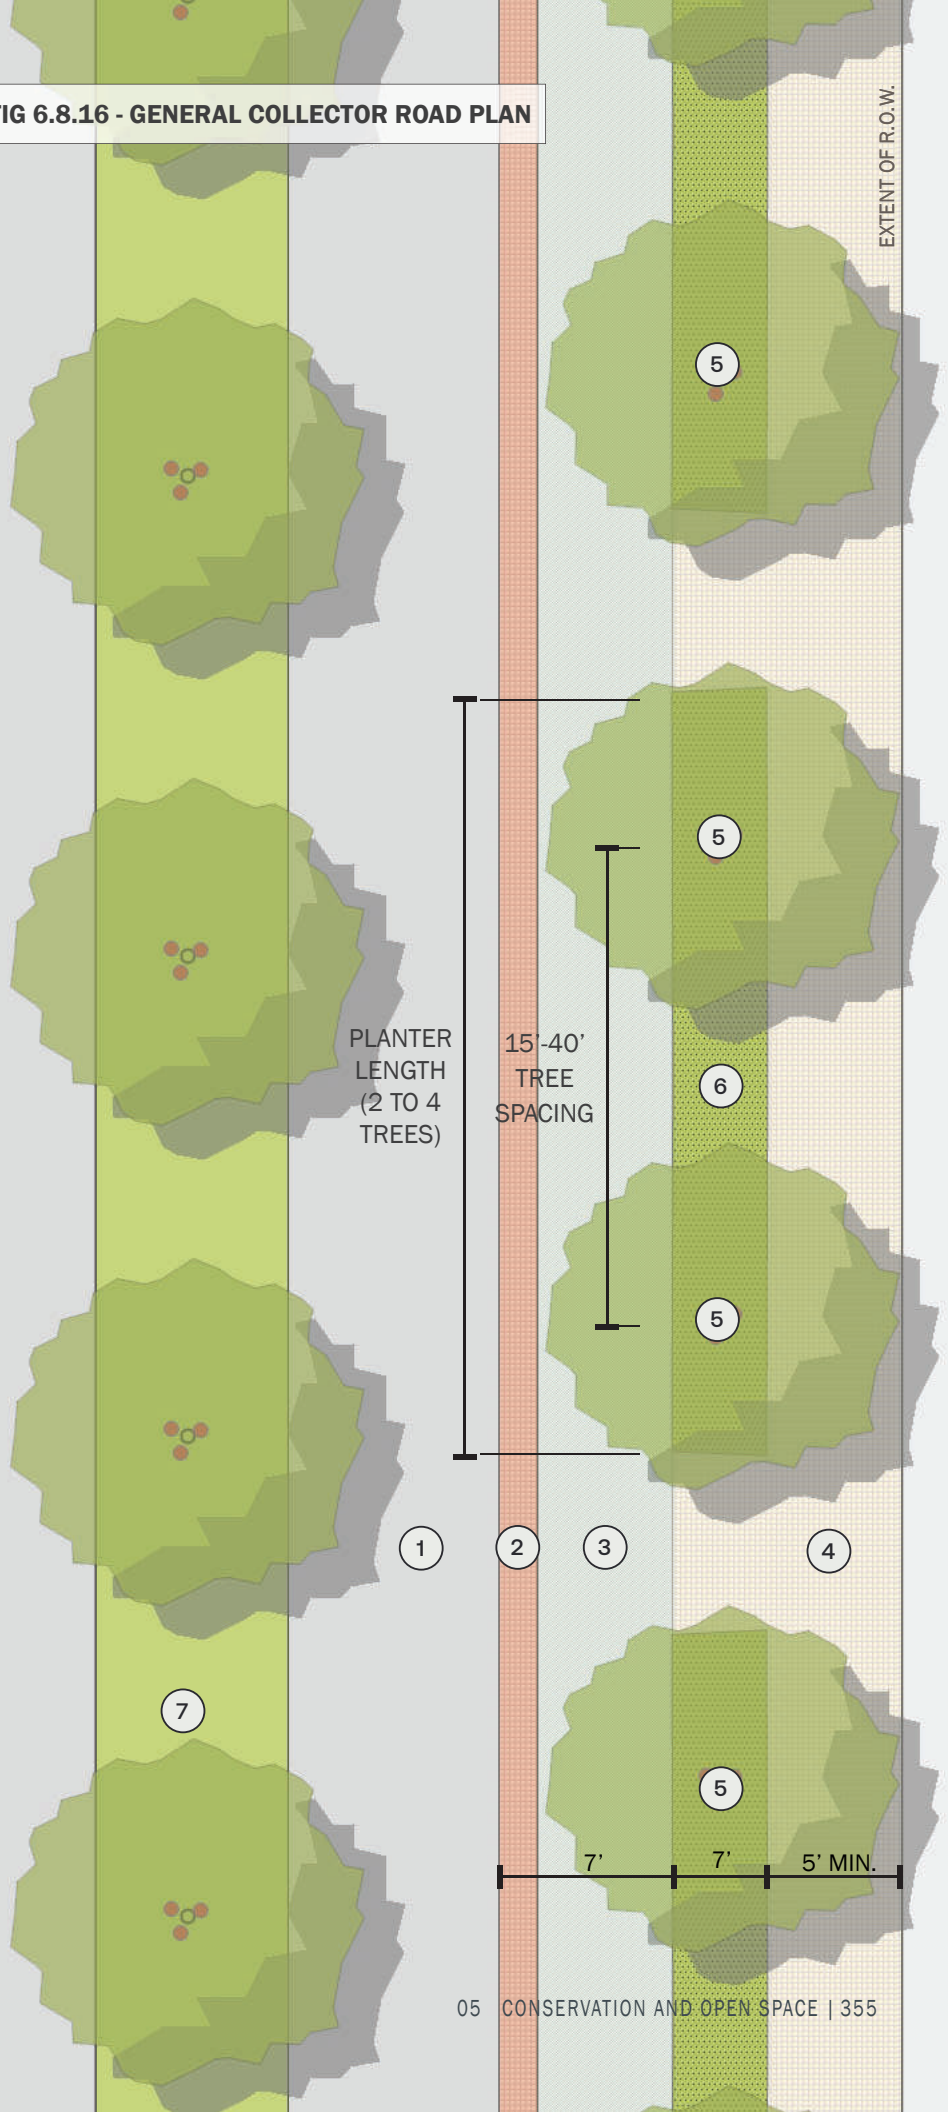 IG 6.8.16 - GENERAL COLLECTOR ROAD PLAN
EXTENT OF R.O.W.
5
5
PLANTER
LENGTH
(2 TO 4
TREES)
15’-40’
TREE
SPACING
6
5
1
2
3
4
7
5
7’
7’
5’ MIN.
05 CONSERVATION AND OPEN SPACE | 355